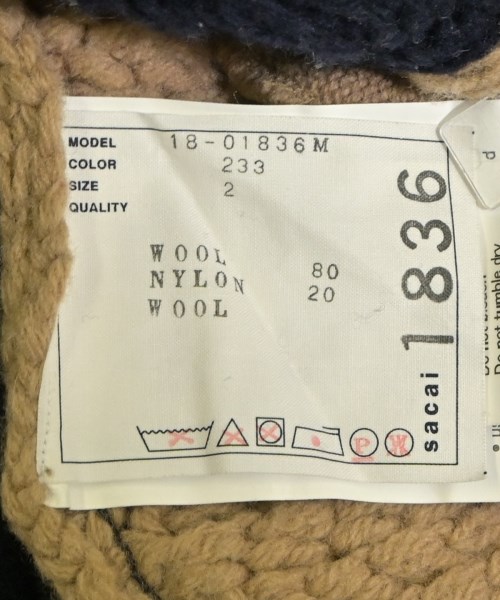 MODEL 18-01836M
COLOR 233
SIZE 2
QUALITY
WOOL 80
NYLON 20
WOOL
P W
sacai 1836
d
Do not tumble dry